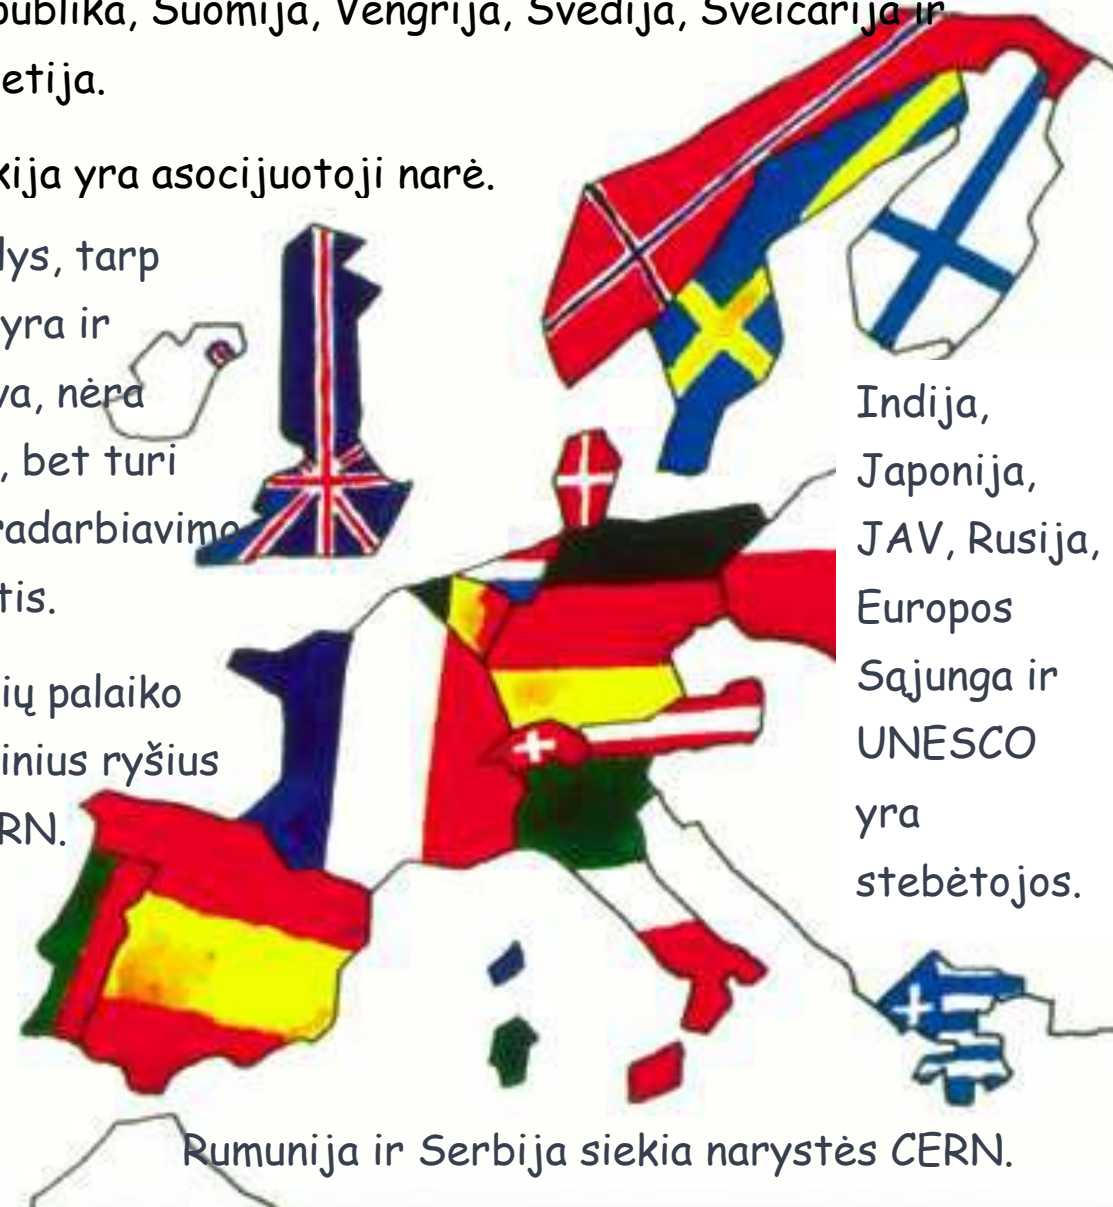 publika, Suomija, Vengrija, Švedija, Šveicarija ir
etija.
kija yra asocijuotoji narė.
lys, tarp
yra ir
va, nėra
, bet turi
radarbiavimo
tis.
ių palaiko
inius ryšius
RN.
Indija,
Japonija,
JAV, Rusija,
Europos
Sąjunga ir
UNESCO
yra
stebėtojos.
Rumunija ir Serbija siekia narystės CERN.